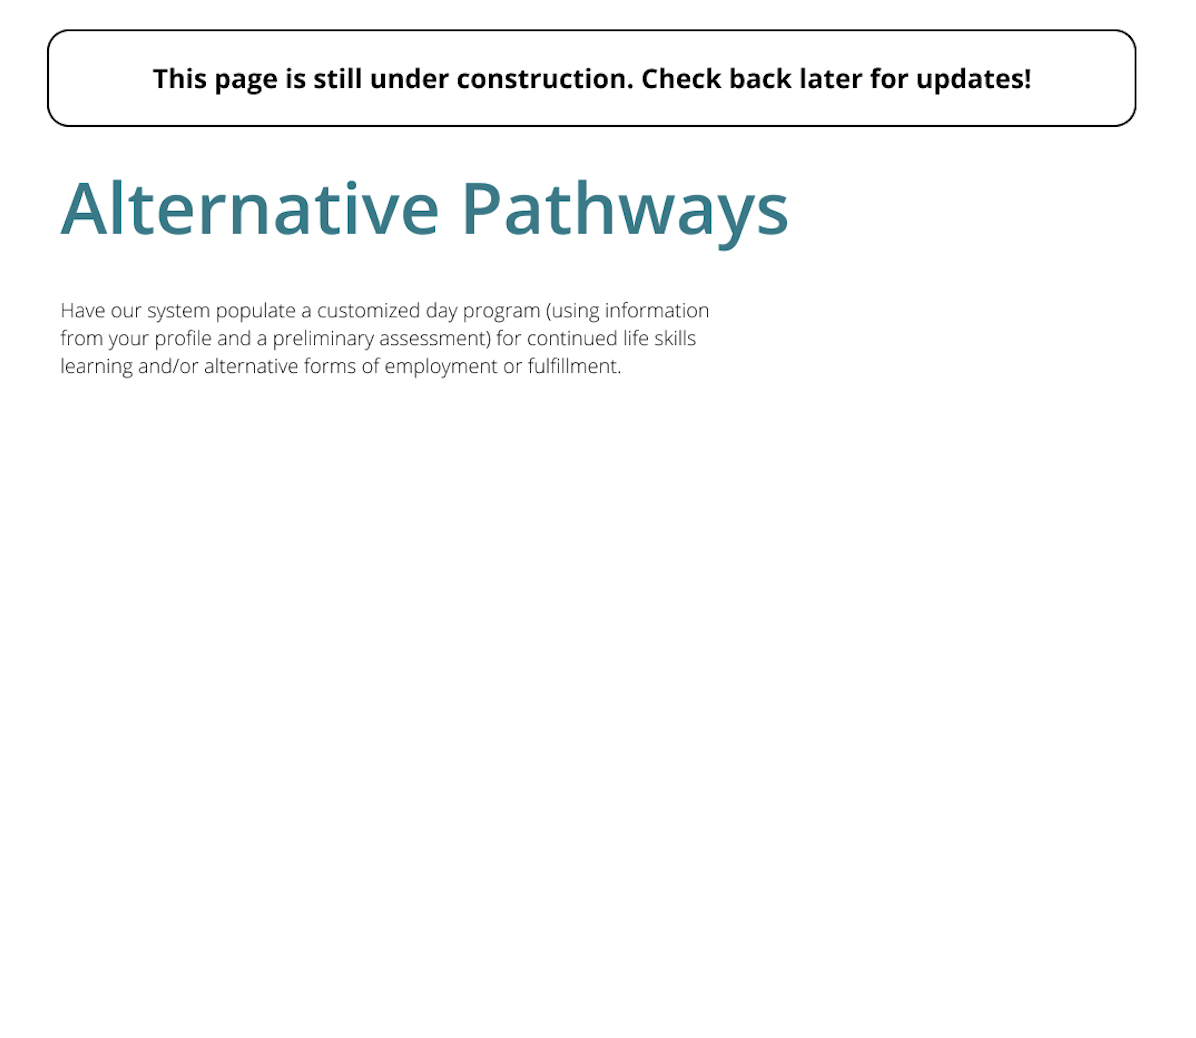 This page is still under construction. Check back later for updates!
Alternative Pathways
Have our system populate a customized day program (using information
from your profile and a preliminary assessment) for continued life skills
learning and/or alternative forms of employment or fulfillment.